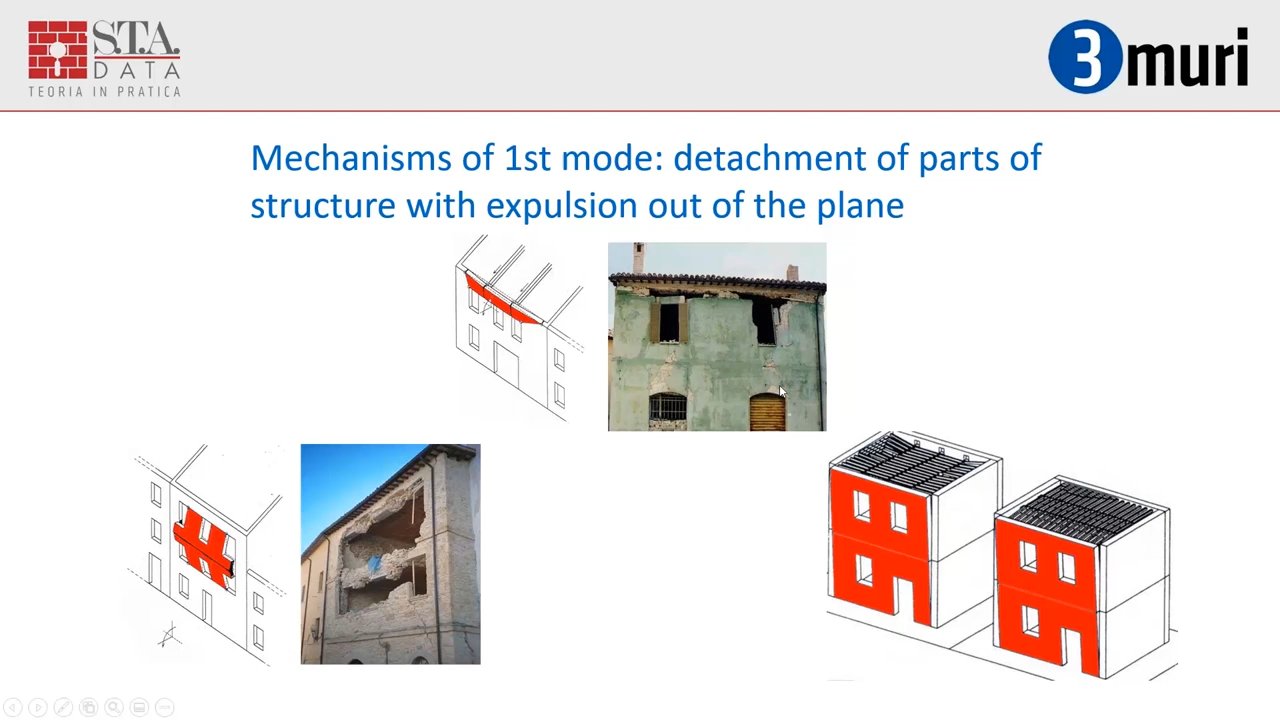 S.T.A.
DATA
TEORIA IN PRATICA
3muri
Mechanisms of 1st mode: detachment of parts of
structure with expulsion out of the plane